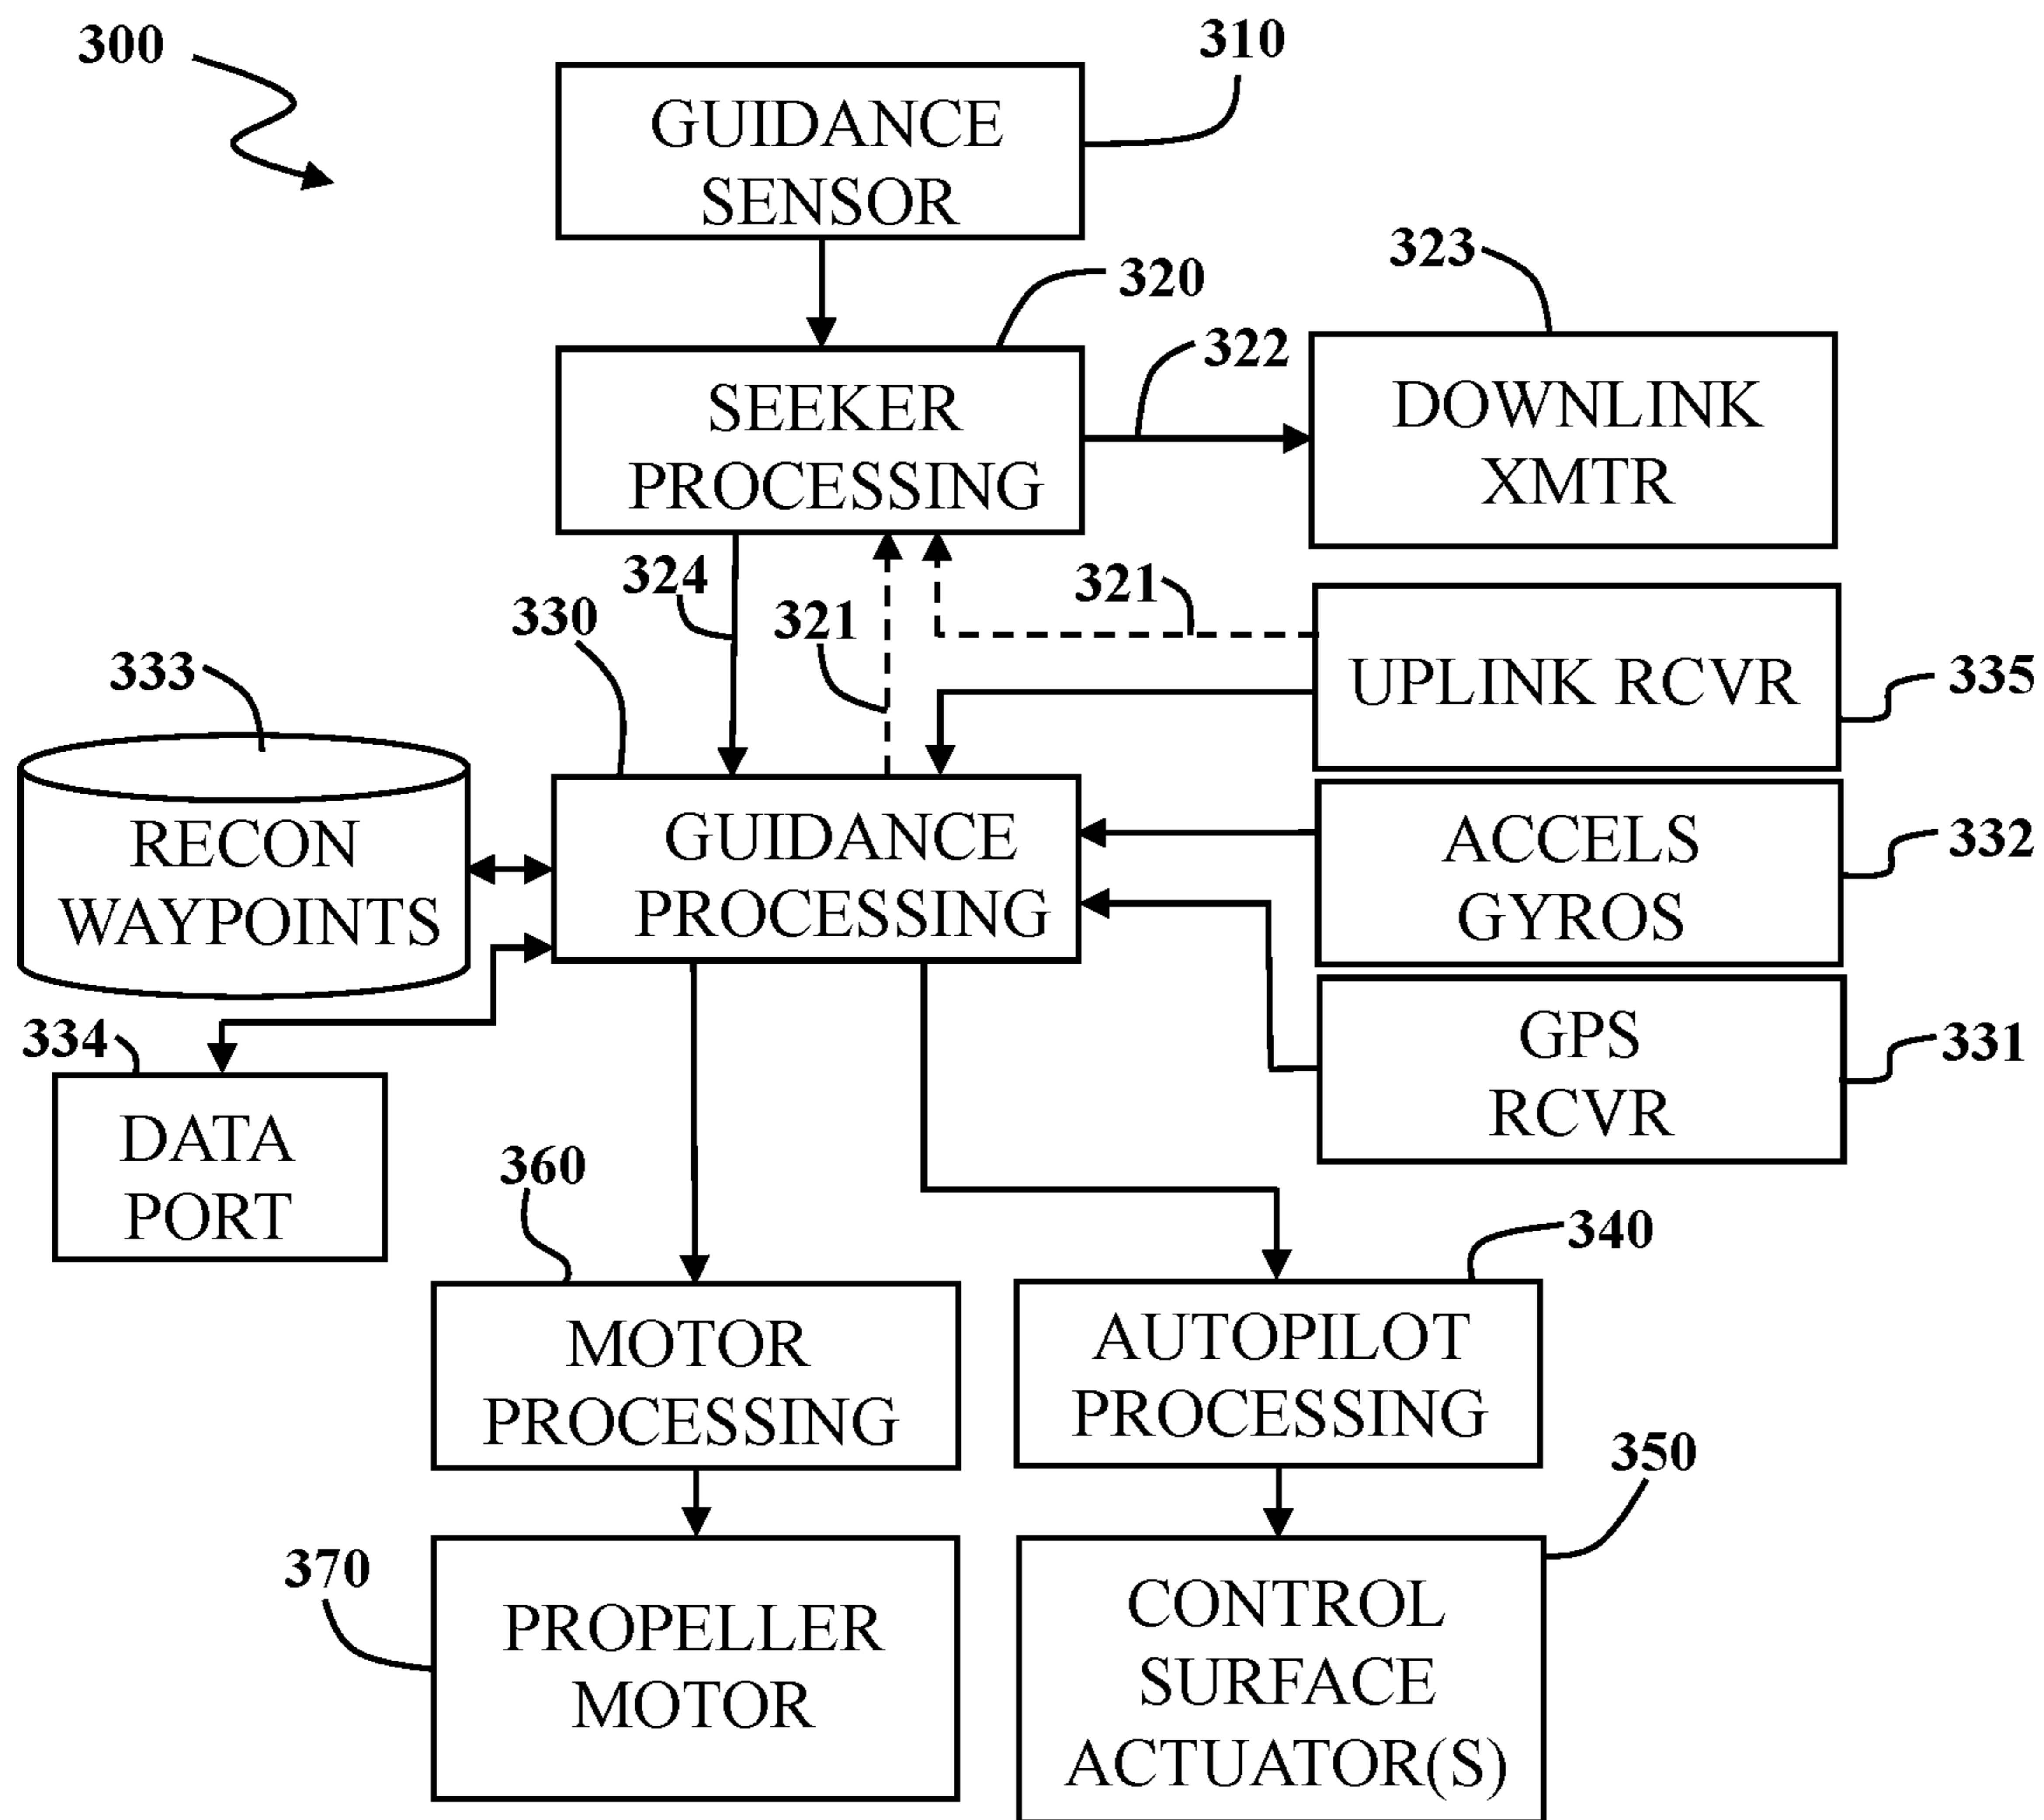 300
310
GUIDANCE
SENSOR
320
323
322
SEEKER
PROCESSING
DOWNLINK
XMTR
324
321
321
330
333
UPLINK RCVR
335
RECON
WAYPOINTS
GUIDANCE
PROCESSING
ACCELS
GYROS
332
334
DATA
PORT
GPS
RCVR
331
360
340
MOTOR
PROCESSING
AUTOPILOT
PROCESSING
350
370
PROPELLER
MOTOR
CONTROL
SURFACE
ACTUATOR(S)